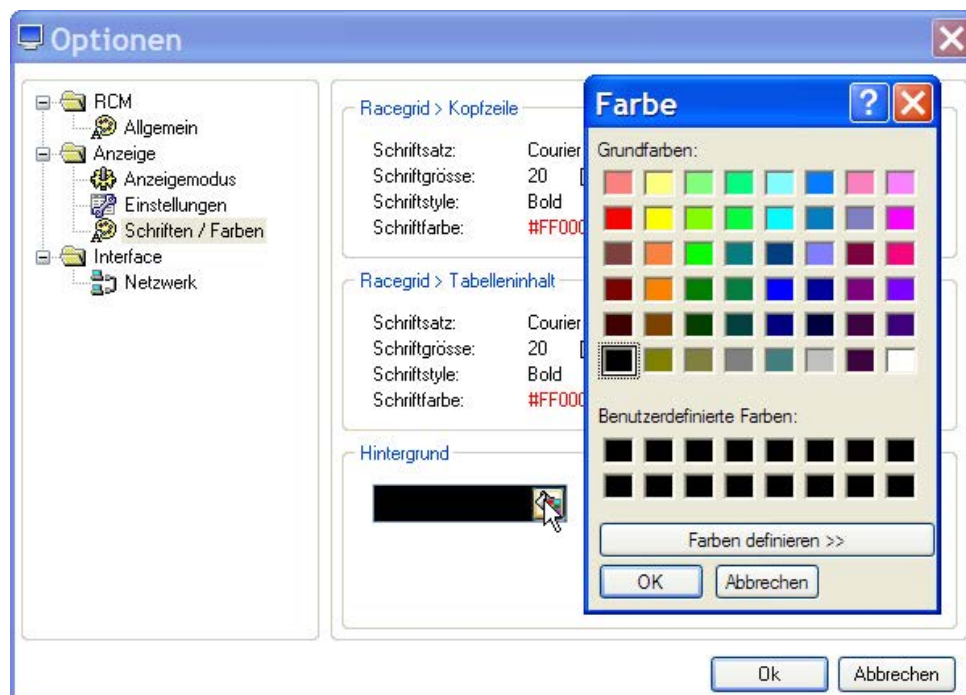 Optionen
RCM
Allgemein
Anzeige
Anzeigemodus
Einstellungen
Schriften / Farben
Interface
Netzwerk
Racegrid > Kopfzeile
Schriftsatz: Courier
Schriftgrösse: 20
Schriftstyle: Bold
Schriftfarbe: #FF000
Racegrid > Tabelleninhalt
Schriftsatz: Courier
Schriftgrösse: 20
Schriftstyle: Bold
Schriftfarbe: #FF000
Hintergrund
Farbe
Grundfarben:
Benutzerdefinierte Farben:
Farben definieren >>
OK Abbrechen
Ok Abbrechen